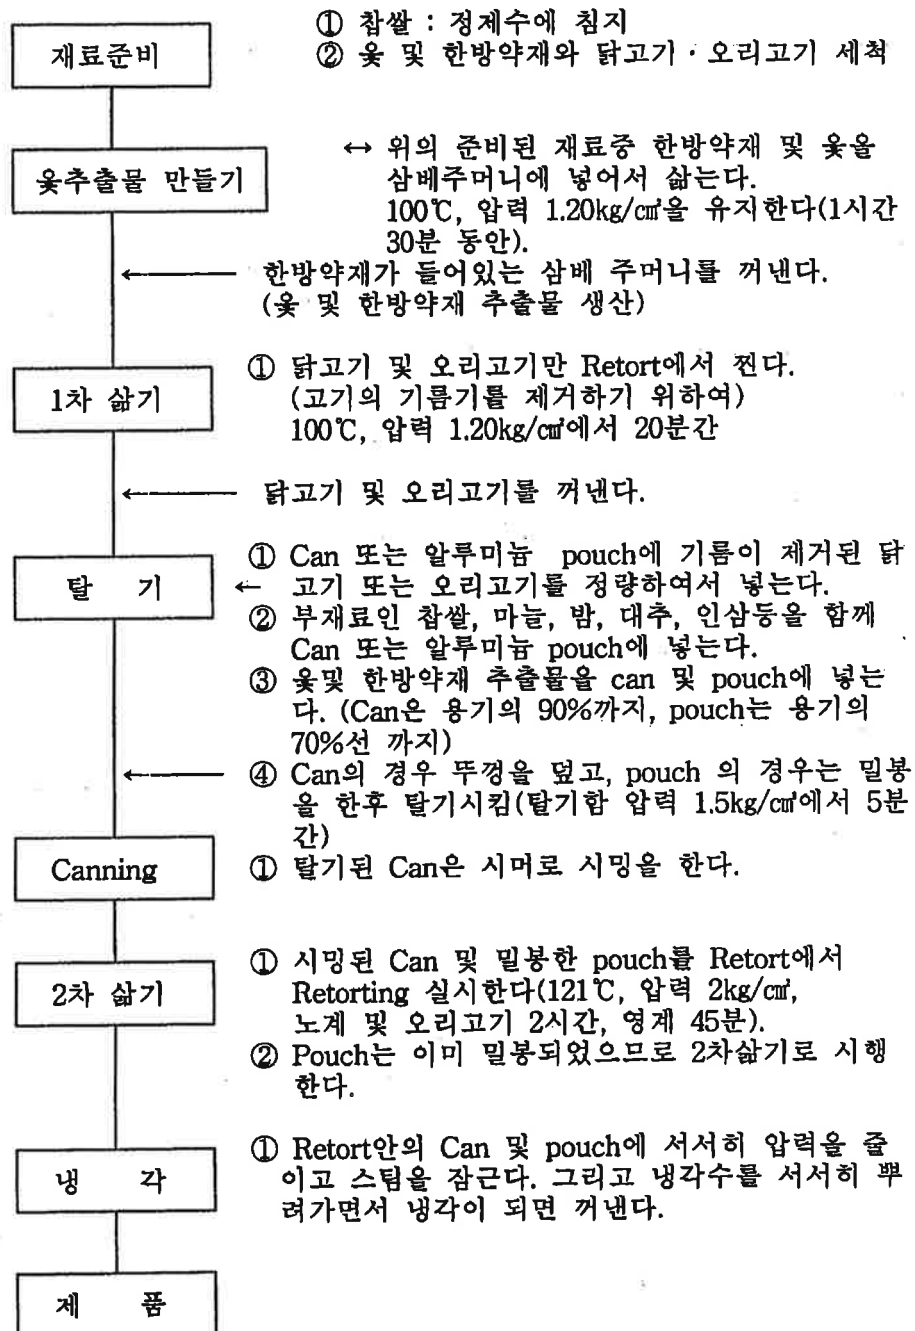 ① 찹쌀 : 정제수에 침지
재료준비
② 옻 및 한방약재와 닭고기 · 오리고기 세척
↔ 위의 준비된 재료중 한방약재 및 옻을
옻추출물 만들기
삼베주머니에 넣어서 삶는다.
100℃, 압력 1.20kg/㎠을 유지한다(1시간
30분 동안).
← 한방약재가 들어있는 삼베 주머니를 꺼낸다.
(옻 및 한방약재 추출물 생산)
1차 삶기
① 닭고기 및 오리고기만 Retort에서 찐다.
(고기의 기름기를 제거하기 위하여)
100℃, 압력 1.20kg/㎠에서 20분간
← 닭고기 및 오리고기를 꺼낸다.
탈 기
① Can 또는 알루미늄 pouch에 기름이 제거된 닭
← 고기 또는 오리고기를 정량하여서 넣는다.
② 부재료인 찹쌀, 마늘, 밤, 대추, 인삼등을 함께
Can 또는 알루미늄 pouch에 넣는다.
③ 옻및 한방약재 추출물을 can 및 pouch에 넣는
다. (Can은 용기의 90%까지, pouch는 용기의
70%선 까지)
← ④ Can의 경우 뚜껑을 덮고, pouch 의 경우는 밀봉
을 한후 탈기시킴(탈기함 압력 1.5kg/㎠에서 5분
간)
Canning
① 탈기된 Can은 시머로 시밍을 한다.
2차 삶기
① 시밍된 Can 및 밀봉한 pouch를 Retort에서
Retorting 실시한다(121℃, 압력 2kg/㎠,
노계 및 오리고기 2시간, 영계 45분).
② Pouch는 이미 밀봉되었으므로 2차삶기로 시행
한다.
냉 각
① Retort안의 Can 및 pouch에 서서히 압력을 줄
이고 스팀을 잠근다. 그리고 냉각수를 서서히 뿌
려가면서 냉각이 되면 꺼낸다.
제 품